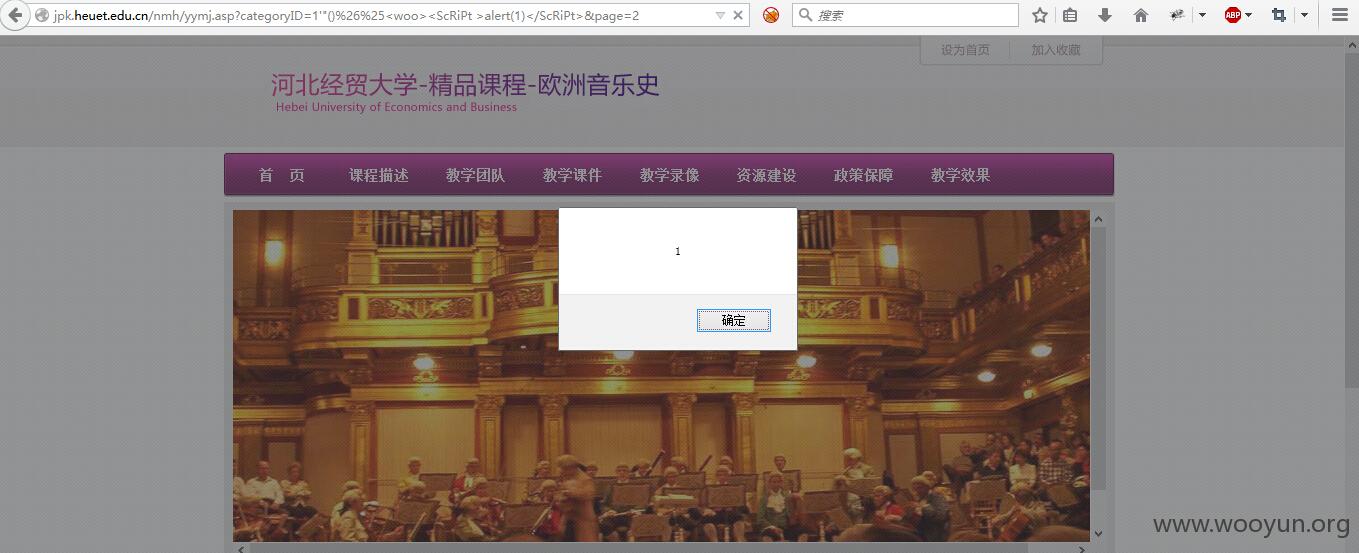 jpk.heuet.edu.cn/nmh/yymj.asp?categoryID=1'"()%26%25<woo><ScRiPt >alert(1)</ScRiPt>&page=2
搜索
ABP
设为首页 加入收藏
河北经贸大学-精品课程-欧洲音乐史
Hebei University of Economics and Business
首 页 课程描述 教学团队 教学课件 教学录像 资源建设 政策保障 教学效果
1
确定
www.wooyun.org